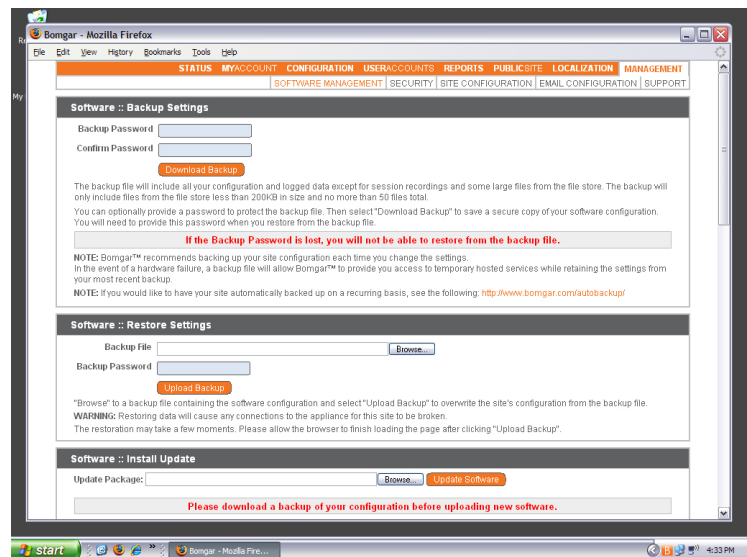 Re
Bomgar - Mozilla Firefox
File Edit View History Bookmarks Tools Help
STATUS MYACCOUNT CONFIGURATION USERACCOUNTS REPORTS PUBLICSITE LOCALIZATION MANAGEMENT
SOFTWARE MANAGEMENT SECURITY SITE CONFIGURATION EMAIL CONFIGURATION SUPPORT
My
Software :: Backup Settings
Backup Password
Confirm Password
Download Backup
The backup file will include all your configuration and logged data except for session recordings and some large files from the file store. The backup will
only include files from the file store less than 200KB in size and no more than 50 files total.
You can optionally provide a password to protect the backup file. Then select "Download Backup" to save a secure copy of your software configuration.
You will need to provide this password when you restore from the backup file.
If the Backup Password is lost, you will not be able to restore from the backup file.
NOTE: Bomgar™ recommends backing up your site configuration each time you change the settings.
In the event of a hardware failure, a backup file will allow Bomgar™ to provide you access to temporary hosted services while retaining the settings from
your most recent backup.
NOTE: If you would like to have your site automatically backed up on a recurring basis, see the following: http://www.bomgar.com/autobackup/
Software :: Restore Settings
Backup File Browse...
Backup Password
Upload Backup
"Browse" to a backup file containing the software configuration and select "Upload Backup" to overwrite the site's configuration from the backup file.
WARNING: Restoring data will cause any connections to the appliance for this site to be broken.
The restoration may take a few moments. Please allow the browser to finish loading the page after clicking "Upload Backup".
Software :: Install Update
Update Package: Browse... Update Software
Please download a backup of your configuration before uploading new software.
start Bomgar - Mozilla Fire... 4:33 PM